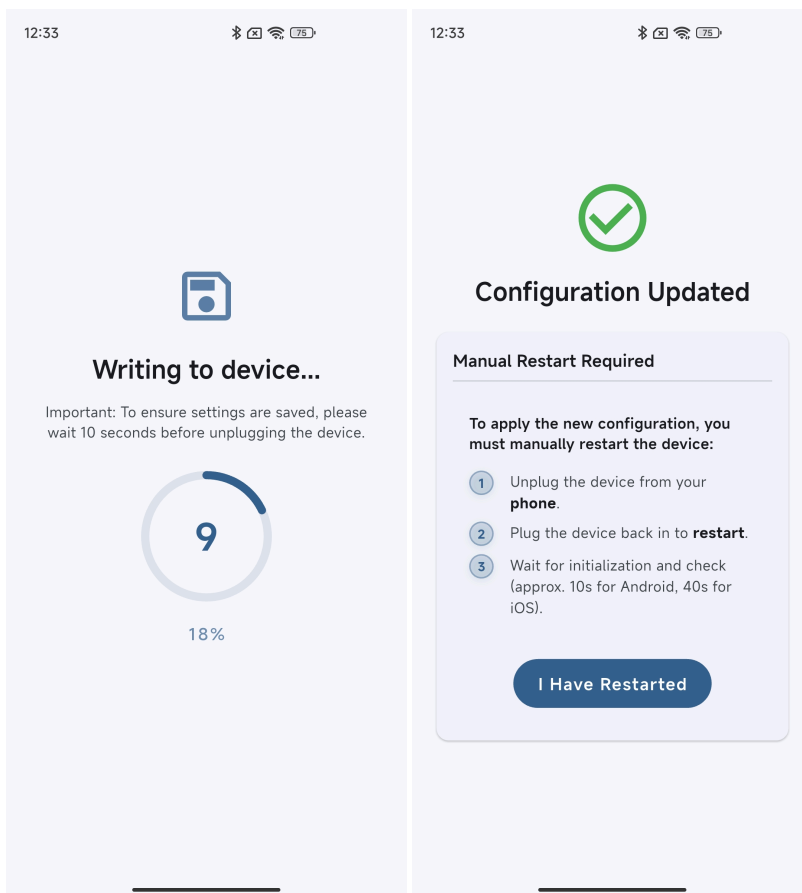 12:33
75
Writing to device...
Important: To ensure settings are saved, please
wait 10 seconds before unplugging the device.
9
18%
12:33
75
Configuration Updated
Manual Restart Required
To apply the new configuration, you
must manually restart the device:
1 Unplug the device from your
phone.
2 Plug the device back in to restart.
3 Wait for initialization and check
(approx. 10s for Android, 40s for
iOS).
I Have Restarted